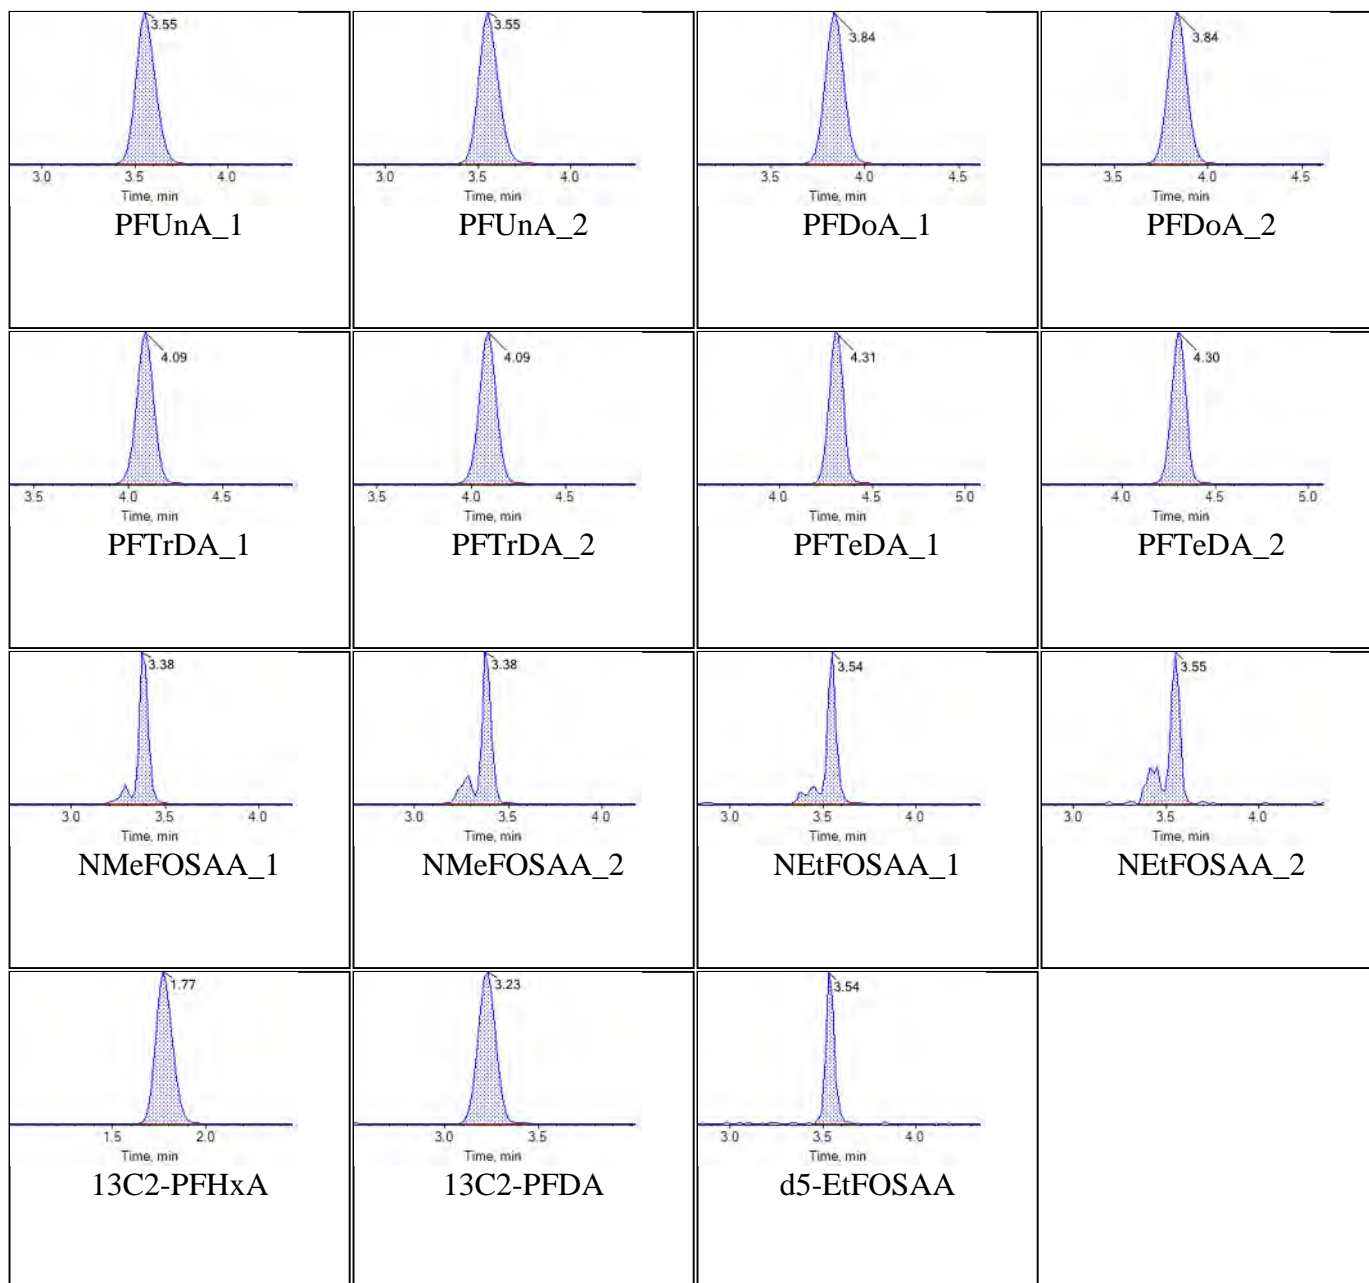 3.55
3.0 3.5 4.0
Time, min
PFUnA_1
3.55
3.0 3.5 4.0
Time, min
PFUnA_2
3.84
3.5 4.0 4.5
Time, min
PFDoA_1
3.84
3.5 4.0 4.5
Time, min
PFDoA_2
4.09
3.5 4.0 4.5
Time, min
PFTrDA_1
4.09
3.5 4.0 4.5
Time, min
PFTrDA_2
4.31
4.0 4.5 5.0
Time, min
PFTeDA_1
4.30
4.0 4.5 5.0
Time, min
PFTeDA_2
3.38
3.0 3.5 4.0
Time, min
NMeFOSAA_1
3.38
3.0 3.5 4.0
Time, min
NMeFOSAA_2
3.54
3.0 3.5 4.0
Time, min
NEtFOSAA_1
3.55
3.0 3.5 4.0
Time, min
NEtFOSAA_2
1.77
1.5 2.0
Time, min
13C2-PFHxA
3.23
3.0 3.5
Time, min
13C2-PFDA
3.54
3.0 3.5 4.0
Time, min
d5-EtFOSAA